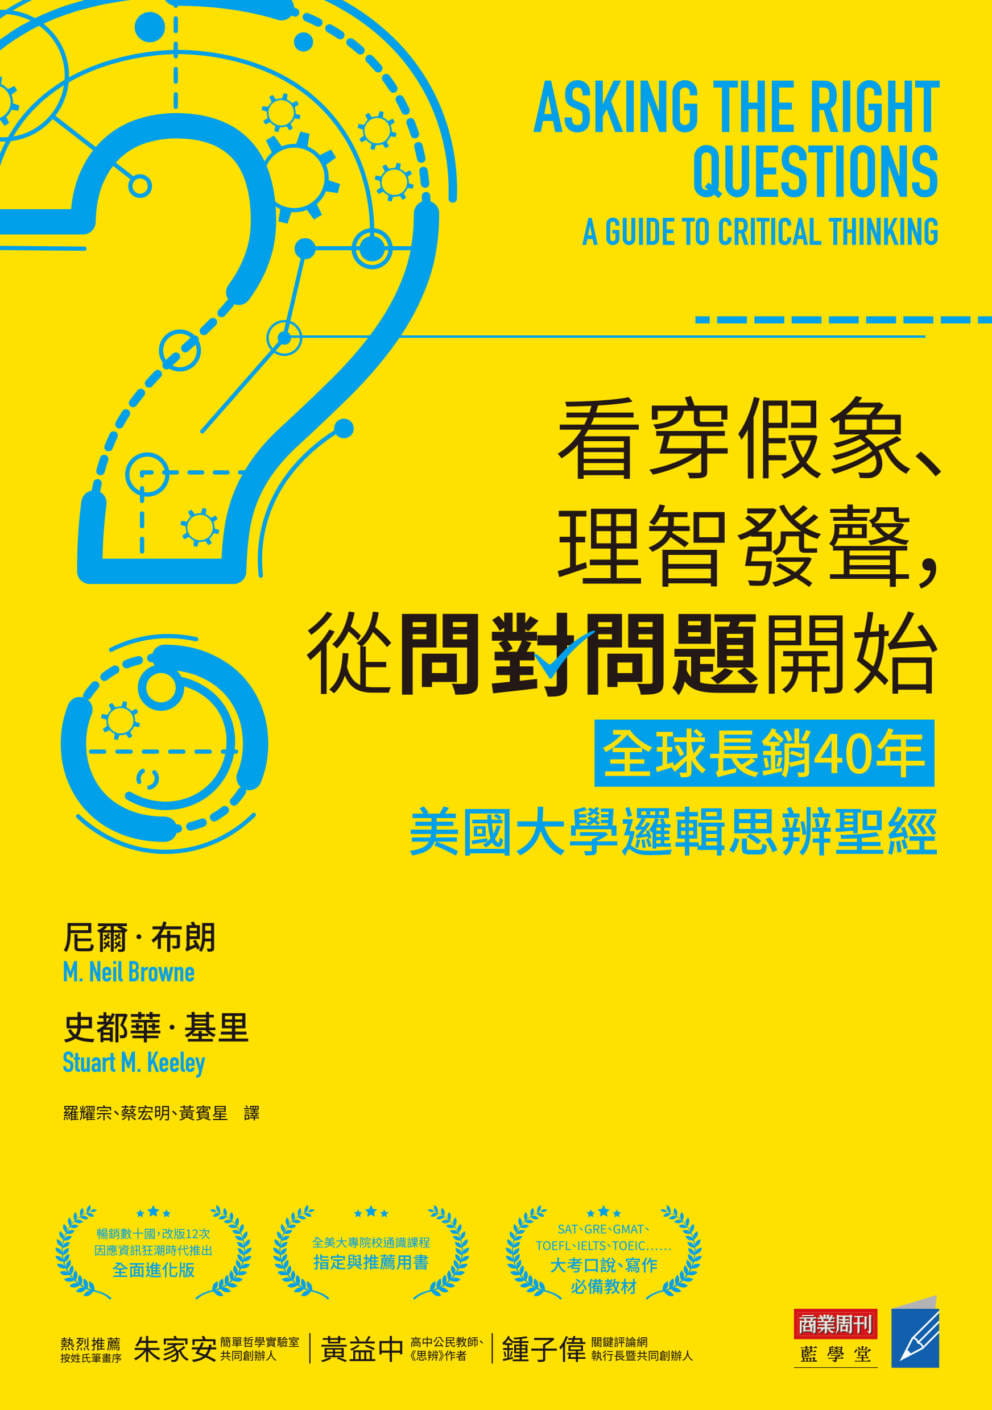 ASKING THE RIGHT
QUESTIONS
A GUIDE TO CRITICAL THINKING
看穿假象、
理智發聲，
從問對問題開始
全球長銷40年
美國大學邏輯思辨聖經
尼爾·布朗
M. Neil Browne
史都華·基里
Stuart M. Keeley
羅耀宗、蔡宏明、黃賓星　譯
暢銷數十國，改版12次
因應資訊狂潮時代推出
全面進化版
全美大專院校通識課程
指定與推薦用書
SAT、GRE、GMAT、
TOEFL、IELTS、TOEIC……
大考口說、寫作
必備教材
熱烈推薦
按姓氏筆畫序
朱家安
簡單哲學實驗室
共同創辦人
黃益中
高中公民教師、
《思辨》作者
鍾子偉
關鍵評論網
執行長暨共同創辦人
商業周刊
藍學堂